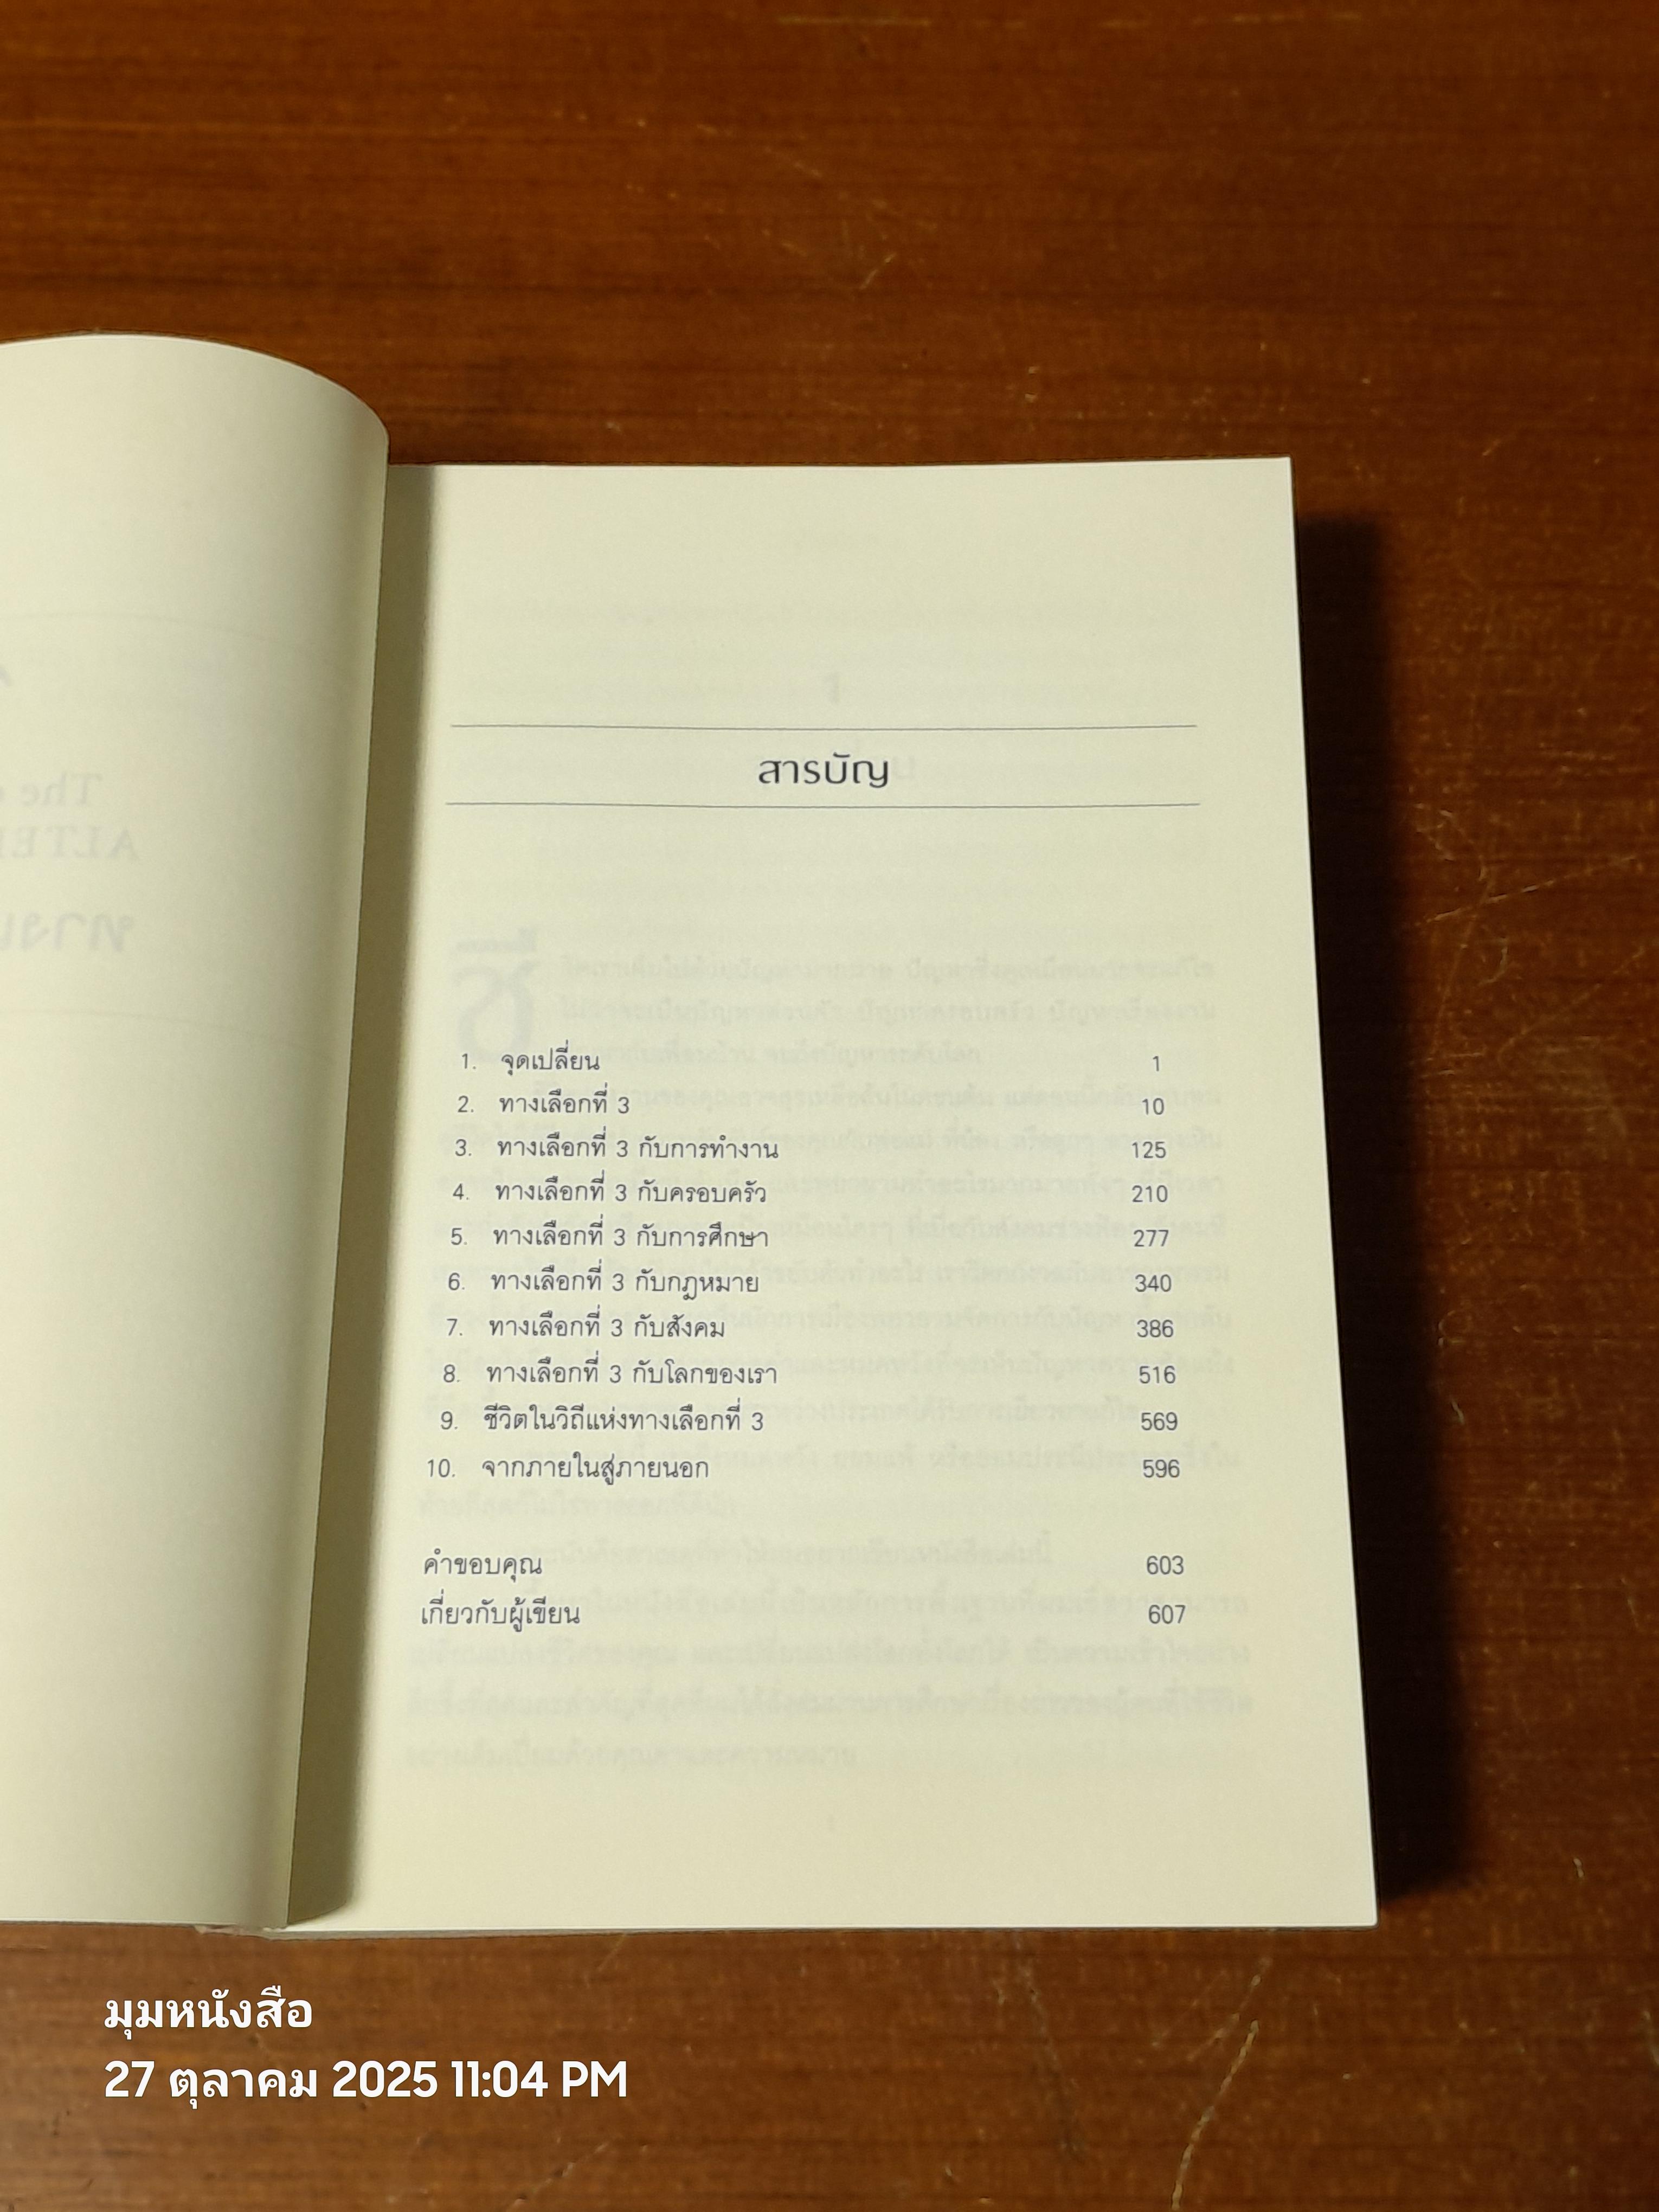 สารบัญ
1. จุดเปลี่ยน 1
2. ทางเลือกที่ 3 10
3. ทางเลือกที่ 3 กับการทำงาน 125
4. ทางเลือกที่ 3 กับครอบครัว 210
5. ทางเลือกที่ 3 กับการศึกษา 277
6. ทางเลือกที่ 3 กับกฎหมาย 340
7. ทางเลือกที่ 3 กับสังคม 386
8. ทางเลือกที่ 3 กับโลกของเรา 516
9. ชีวิตในวิถีแห่งทางเลือกที่ 3 569
10. จากภายในสู่ภายนอก 596
คำขอบคุณ 603
เกี่ยวกับผู้เขียน 607
มุมหนังสือ
27 ตุลาคม 2025 11:04 PM